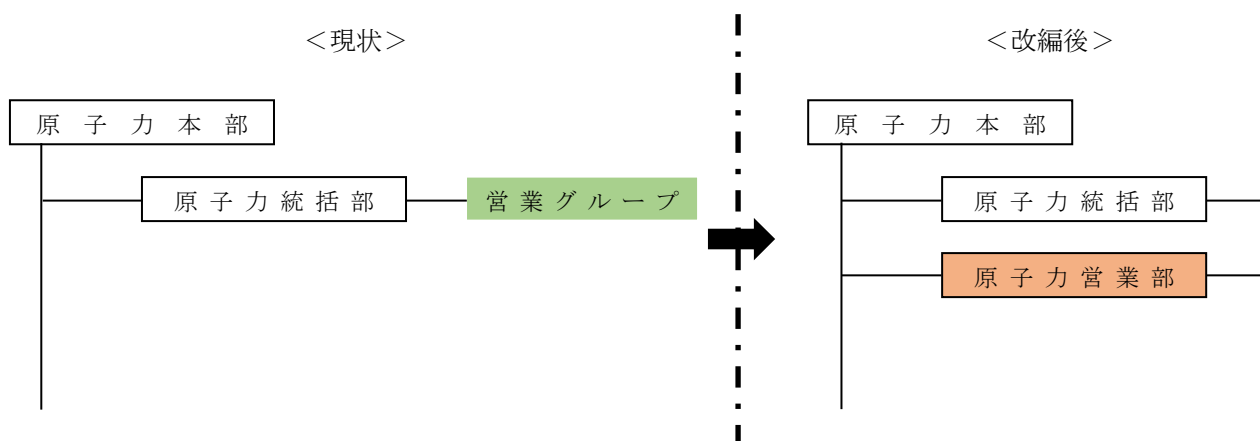 ＜現状＞
原子力本部
原子力統括部
営業グループ
＜改編後＞
原子力本部
原子力統括部
原子力営業部